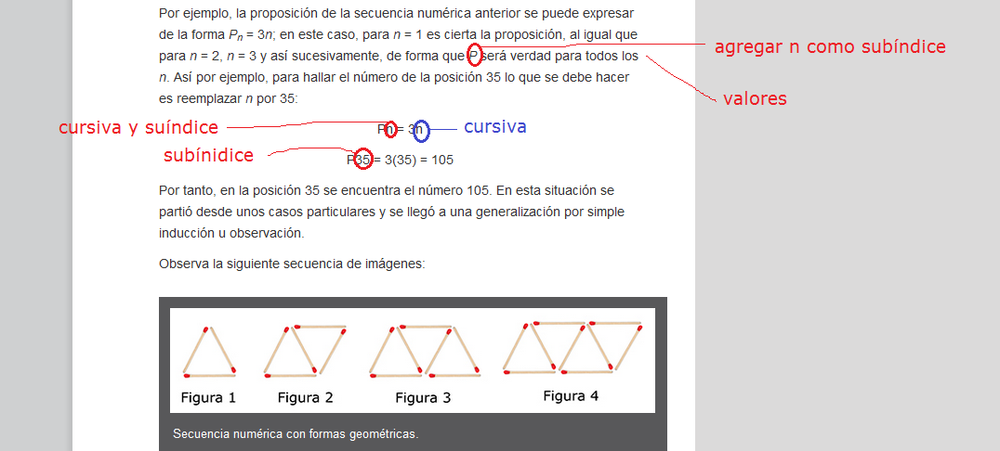 Por ejemplo, la proposición de la secuencia numérica anterior se puede expresar
de la forma Pn = 3n; en este caso, para n = 1 es cierta la proposición, al igual que
para n = 2, n = 3 y así sucesivamente, de forma que P será verdad para todos los
agregar n como subíndice
n. Así por ejemplo, para hallar el número de la posición 35 lo que se debe hacer
es reemplazar n por 35:
valores
cursiva y suíndice
Pn = 3n
cursiva
subínidice
P35 = 3(35) = 105
Por tanto, en la posición 35 se encuentra el número 105. En esta situación se
partió desde unos casos particulares y se llegó a una generalización por simple
inducción u observación.
Observa la siguiente secuencia de imágenes:
Figura 1
Figura 2
Figura 3
Figura 4
Secuencia numérica con formas geométricas.